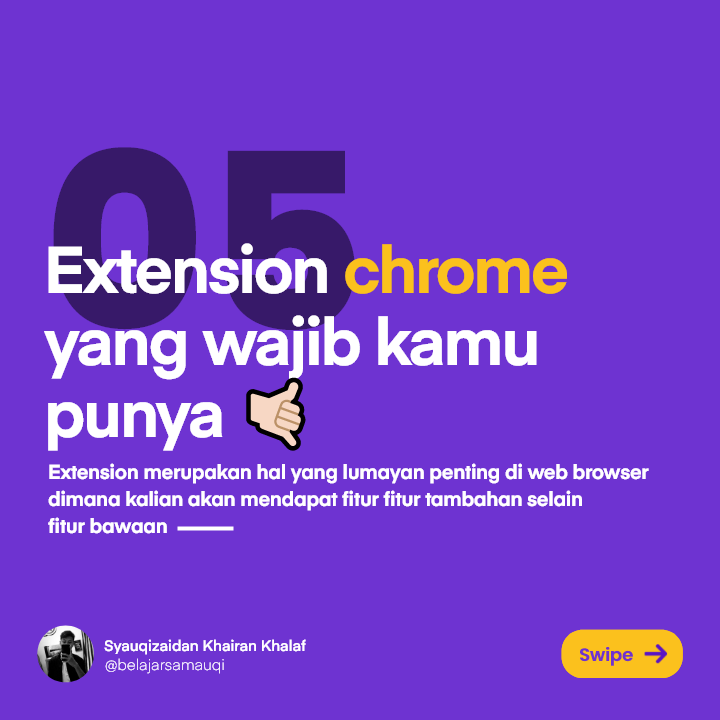 05
Extension chrome
yang wajib kamu
punya
Extension merupakan hal yang lumayan penting di web browser
dimana kalian akan mendapat fitur fitur tambahan selain
fitur bawaan
Syauqizaidan Khairan Khalaf
@belajarsamauqi
Swipe